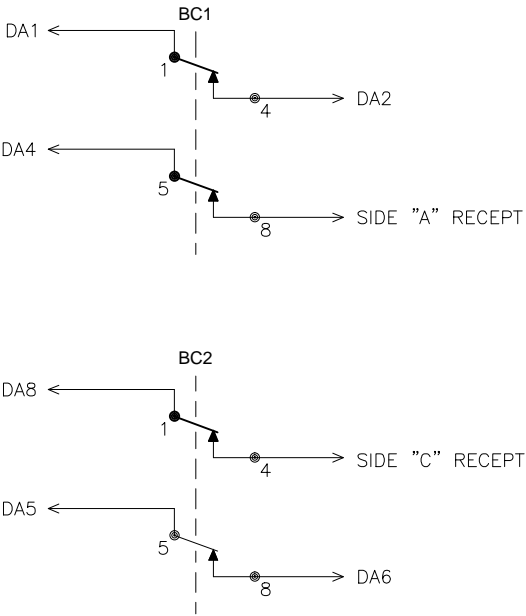 BC1
DA1
1
4
DA2
DA4
5
8
SIDE "A" RECEPT
BC2
DA8
1
4
SIDE "C" RECEPT
DA5
5
8
DA6